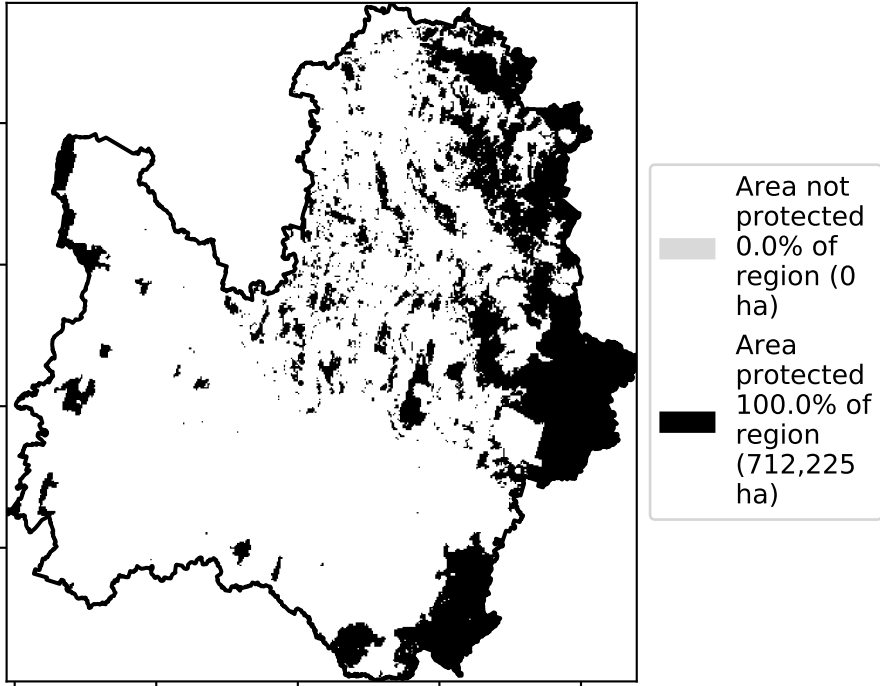 Area not
protected
0.0% of
region (0
ha)
Area
protected
100.0% of
region
(712,225
ha)